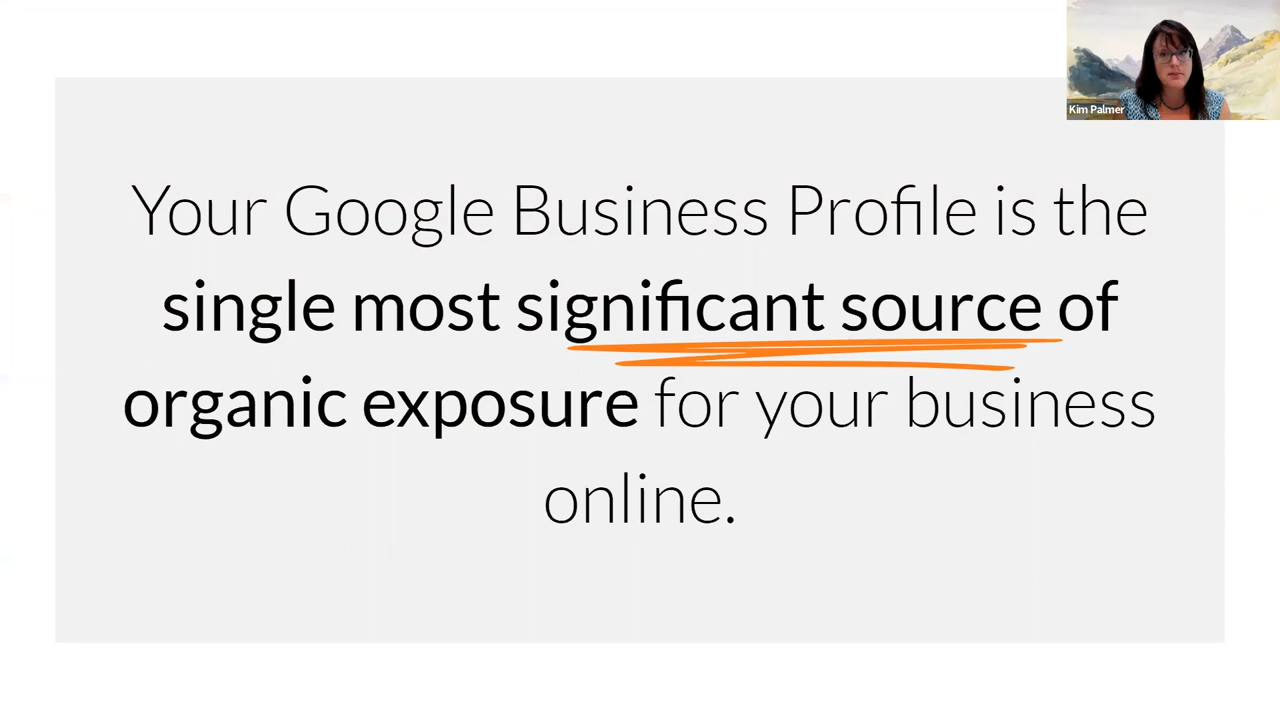 Kim Palmer
Your Google Business Profile is the
single most significant source of
organic exposure for your business
online.